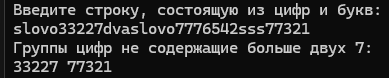 Введите строку, состоящую из цифр и букв:
slovo33227dvaslovo7776542sss77321
Группы цифр не содержащие больше двух 7:
33227 77321